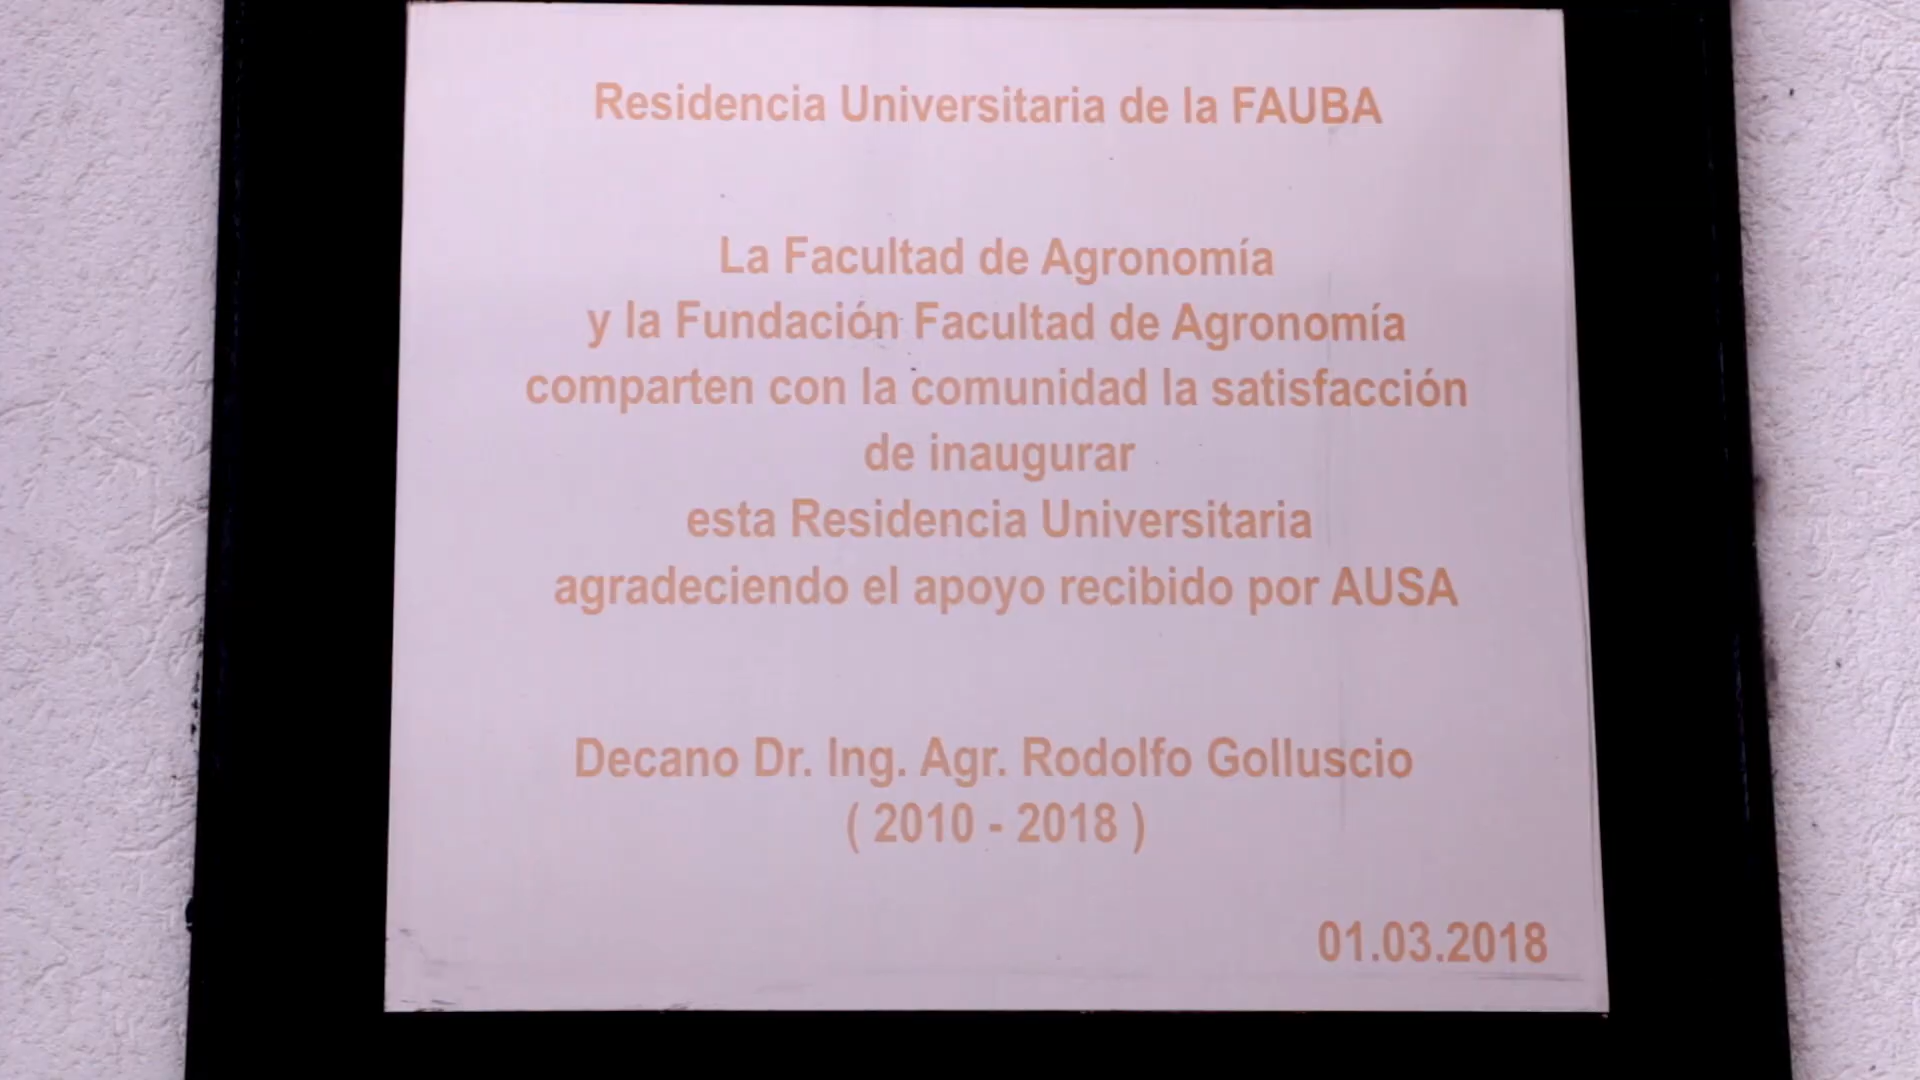 Residencia Universitaria de la FAUBA
La Facultad de Agronomía
y la Fundación Facultad de Agronomía
comparten con la comunidad la satisfacción
de inaugurar
esta Residencia Universitaria
agradeciendo el apoyo recibido por AUSA
Decano Dr. Ing. Agr. Rodolfo Golluscio
( 2010 - 2018 )
01.03.2018